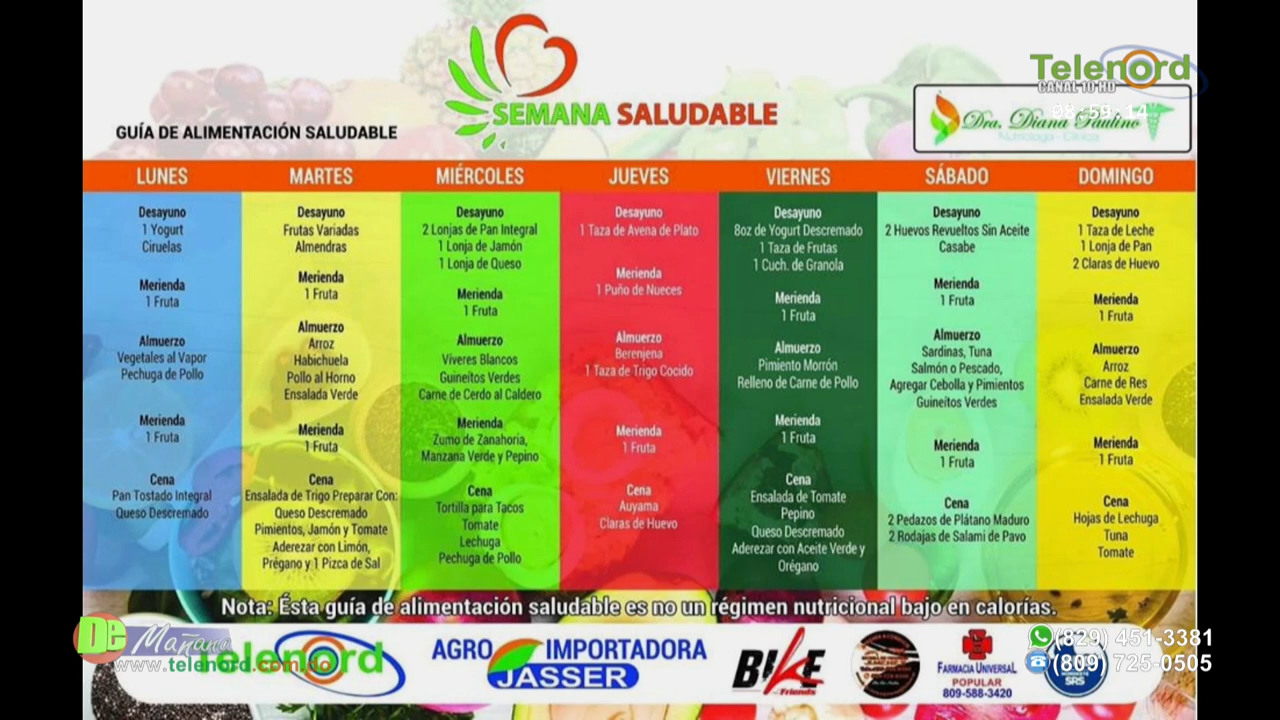 Telenord
CANAL 10 HD
08:59:14
SEMANA SALUDABLE
GUÍA DE ALIMENTACIÓN SALUDABLE
Dra. Diana Paulino
Nutrióloga - Clínica
LUNES
Desayuno
1 Yogurt
Ciruelas
Merienda
1 Fruta
Almuerzo
Vegetales al Vapor
Pechuga de Pollo
Merienda
1 Fruta
Cena
Pan Tostado Integral
Queso Descremado
MARTES
Desayuno
Frutas Variadas
Almendras
Merienda
1 Fruta
Almuerzo
Arroz
Habichuela
Pollo al Horno
Ensalada Verde
Merienda
1 Fruta
Cena
Ensalada de Trigo Preparar Con:
Queso Descremado
Pimientos, Jamón y Tomate
Aderezar con Limón,
Prégano y 1 Pizca de Sal
MIÉRCOLES
Desayuno
2 Lonjas de Pan Integral
1 Lonja de Jamón
1 Lonja de Queso
Merienda
1 Fruta
Almuerzo
Víveres Blancos
Guineítos Verdes
Carne de Cerdo al Caldero
Merienda
Zumo de Zanahoria,
Manzana Verde y Pepino
Cena
Tortilla para Tacos
Tomate
Lechuga
Pechuga de Pollo
JUEVES
Desayuno
1 Taza de Avena de Plato
Merienda
1 Puño de Nueces
Almuerzo
Berenjena
1 Taza de Trigo Cocido
Merienda
1 Fruta
Cena
Auyama
Claras de Huevo
VIERNES
Desayuno
8oz de Yogurt Descremado
1 Taza de Frutas
1 Cuch. de Granola
Merienda
1 Fruta
Almuerzo
Pimiento Morrón
Relleno de Carne de Pollo
Merienda
1 Fruta
Cena
Ensalada de Tomate
Pepino
Queso Descremado
Aderezar con Aceite Verde y
Orégano
SÁBADO
Desayuno
2 Huevos Revueltos Sin Aceite
Casabe
Merienda
1 Fruta
Almuerzo
Sardinas, Tuna
Salmón o Pescado,
Agregar Cebolla y Pimientos
Guineítos Verdes
Merienda
1 Fruta
Cena
2 Pedazos de Plátano Maduro
2 Rodajas de Salami de Pavo
DOMINGO
Desayuno
1 Taza de Leche
1 Lonja de Pan
2 Claras de Huevo
Merienda
1 Fruta
Almuerzo
Arroz
Carne de Res
Ensalada Verde
Merienda
1 Fruta
Cena
Hojas de Lechuga
Tuna
Tomate
Nota: Ésta guía de alimentación saludable es no un régimen nutricional bajo en calorías.
De Mañana
www.telenord.com.do
Telenord
AGRO IMPORTADORA
JASSER
BIKE
Friends
FARMACIA UNIVERSAL
POPULAR
809-588-3420
SRS
(829) 451-3381
(809) 725-0505